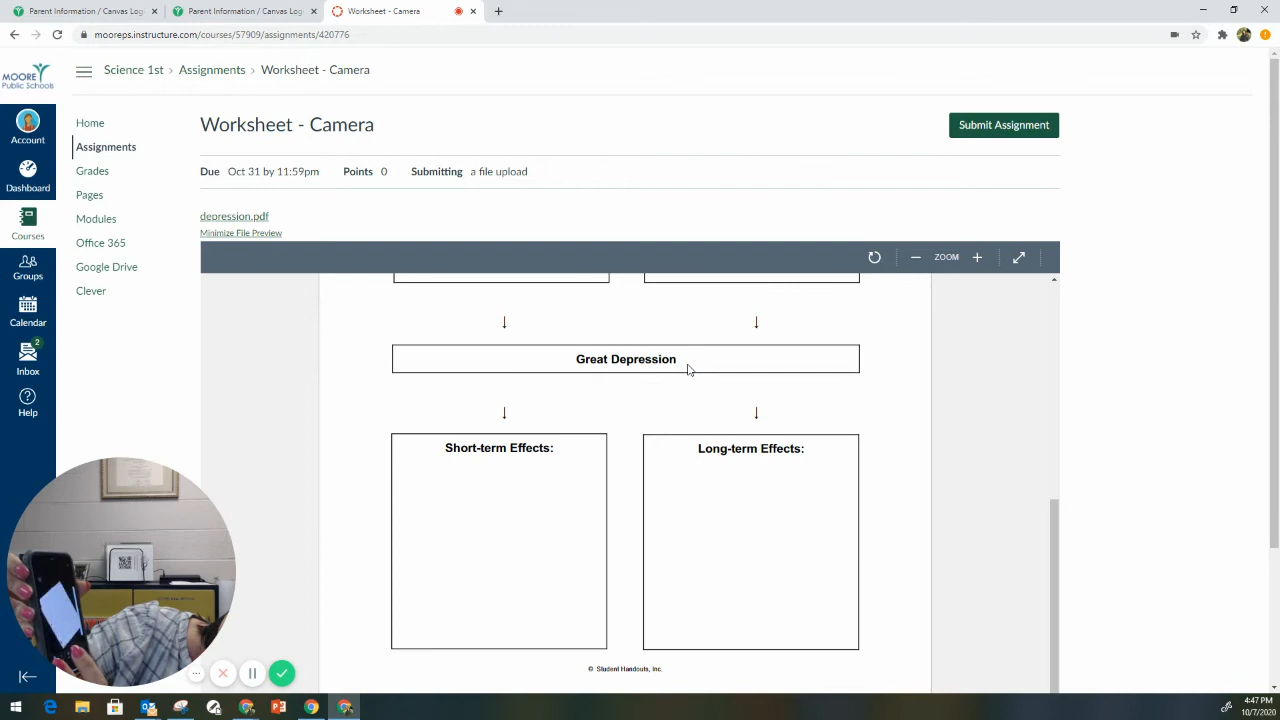 Parent Information / Canvas Log
Parent Information / Canvas Log
Worksheet - Camera
mooreps.instructure.com/courses/57909/assignments/420776
MOORE
Public Schools
Science 1st
Assignments
Worksheet - Camera
Account
Dashboard
Courses
Groups
Calendar
2
Inbox
Help
Home
Assignments
Grades
Pages
Modules
Office 365
Google Drive
Clever
Worksheet - Camera
Submit Assignment
Due Oct 31 by 11:59pm Points 0 Submitting a file upload
depression.pdf
Minimize File Preview
ZOOM
Great Depression
Short-term Effects:
Long-term Effects:
© Student Handouts, Inc.
4:47 PM
10/7/2020